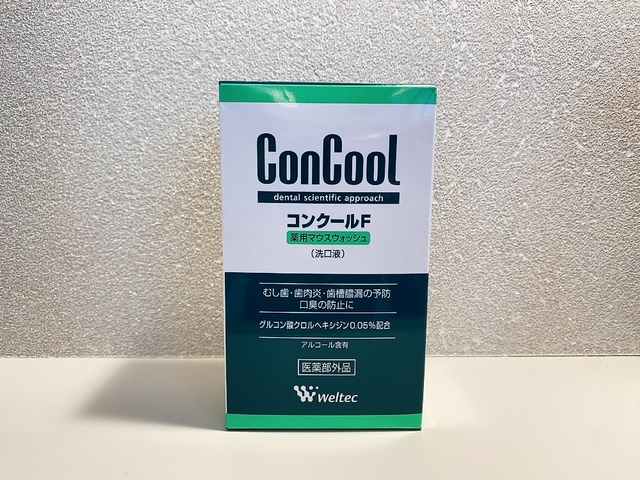 ConCool
dental scientific approach
コンクールF
薬用マウスウォッシュ
（洗口液）
むし歯・歯肉炎・歯槽膿漏の予防
口臭の防止に
グルコン酸クロルヘキシジン0.05%配合
アルコール含有
医薬部外品
Weltec